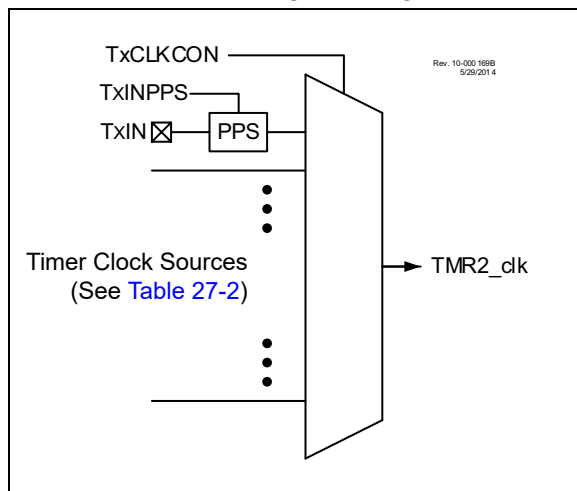 TxCLKCON
Rev. 10-000 169B
5/29/2014
TxINPPS
TxIN
PPS
Timer Clock Sources
(See Table 27-2)
TMR2_clk